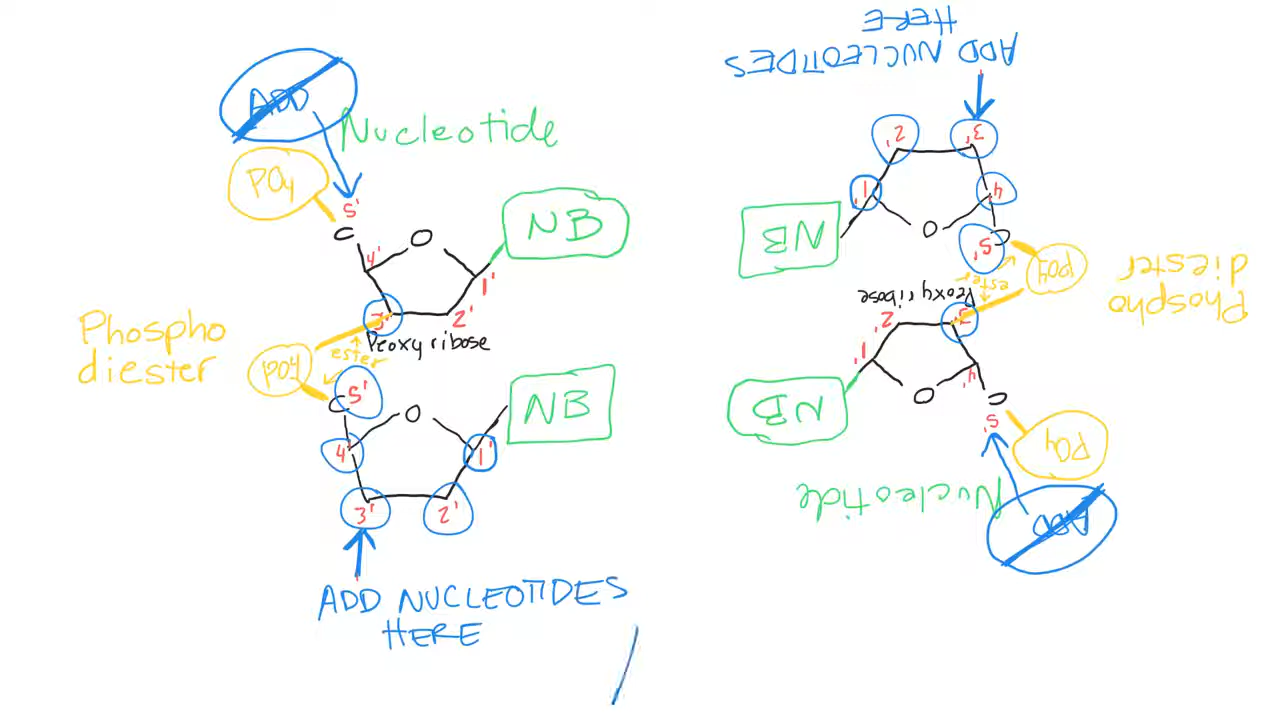 ADD
Nucleotide
PO4
5'
C
O
NB
4'
1'
3'
2'
Phospho
diester
Deoxy ribose
ester
PO4
5'
C
O
NB
4'
1'
3'
2'
ADD NUCLEOTIDES
HERE
ADD NUCLEOTIDES
HERE
3'
2'
4'
1'
O
NB
C
5'
PO4
Phospho
diester
ester
Deoxy ribose
3'
2'
1'
4'
O
NB
C
5'
PO4
Nucleotide
ADD